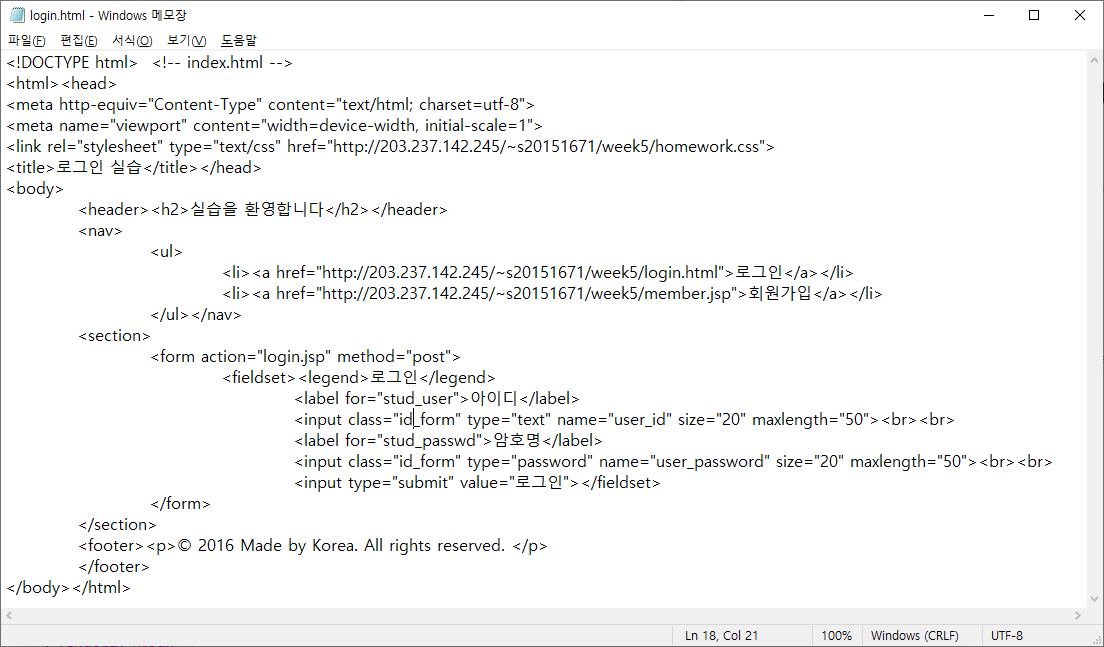 login.html - Windows 메모장
파일(F) 편집(E) 서식(O) 보기(V) 도움말
<!DOCTYPE html>   <!-- index.html -->
<html><head>
<meta http-equiv="Content-Type" content="text/html; charset=utf-8">
<meta name="viewport" content="width=device-width, initial-scale=1">
<link rel="stylesheet" type="text/css" href="http://203.237.142.245/~s20151671/week5/homework.css">
<title>로그인 실습</title></head>
<body>
	<header><h2>실습을 환영합니다</h2></header>
	<nav>
		<ul>
			<li><a href="http://203.237.142.245/~s20151671/week5/login.html">로그인</a></li>
			<li><a href="http://203.237.142.245/~s20151671/week5/member.jsp">회원가입</a></li>
		</ul></nav>
	<section>
		<form action="login.jsp" method="post">
			<fieldset><legend>로그인</legend>
				<label for="stud_user">아이디</label>
				<input class="id_form" type="text" name="user_id" size="20" maxlength="50"><br><br>
				<label for="stud_passwd">암호명</label>
				<input class="id_form" type="password" name="user_password" size="20" maxlength="50"><br><br>
				<input type="submit" value="로그인"></fieldset>
		</form>
	</section>
	<footer><p>© 2016 Made by Korea. All rights reserved. </p>
	</footer>
</body></html>
Ln 18, Col 21 100% Windows (CRLF) UTF-8